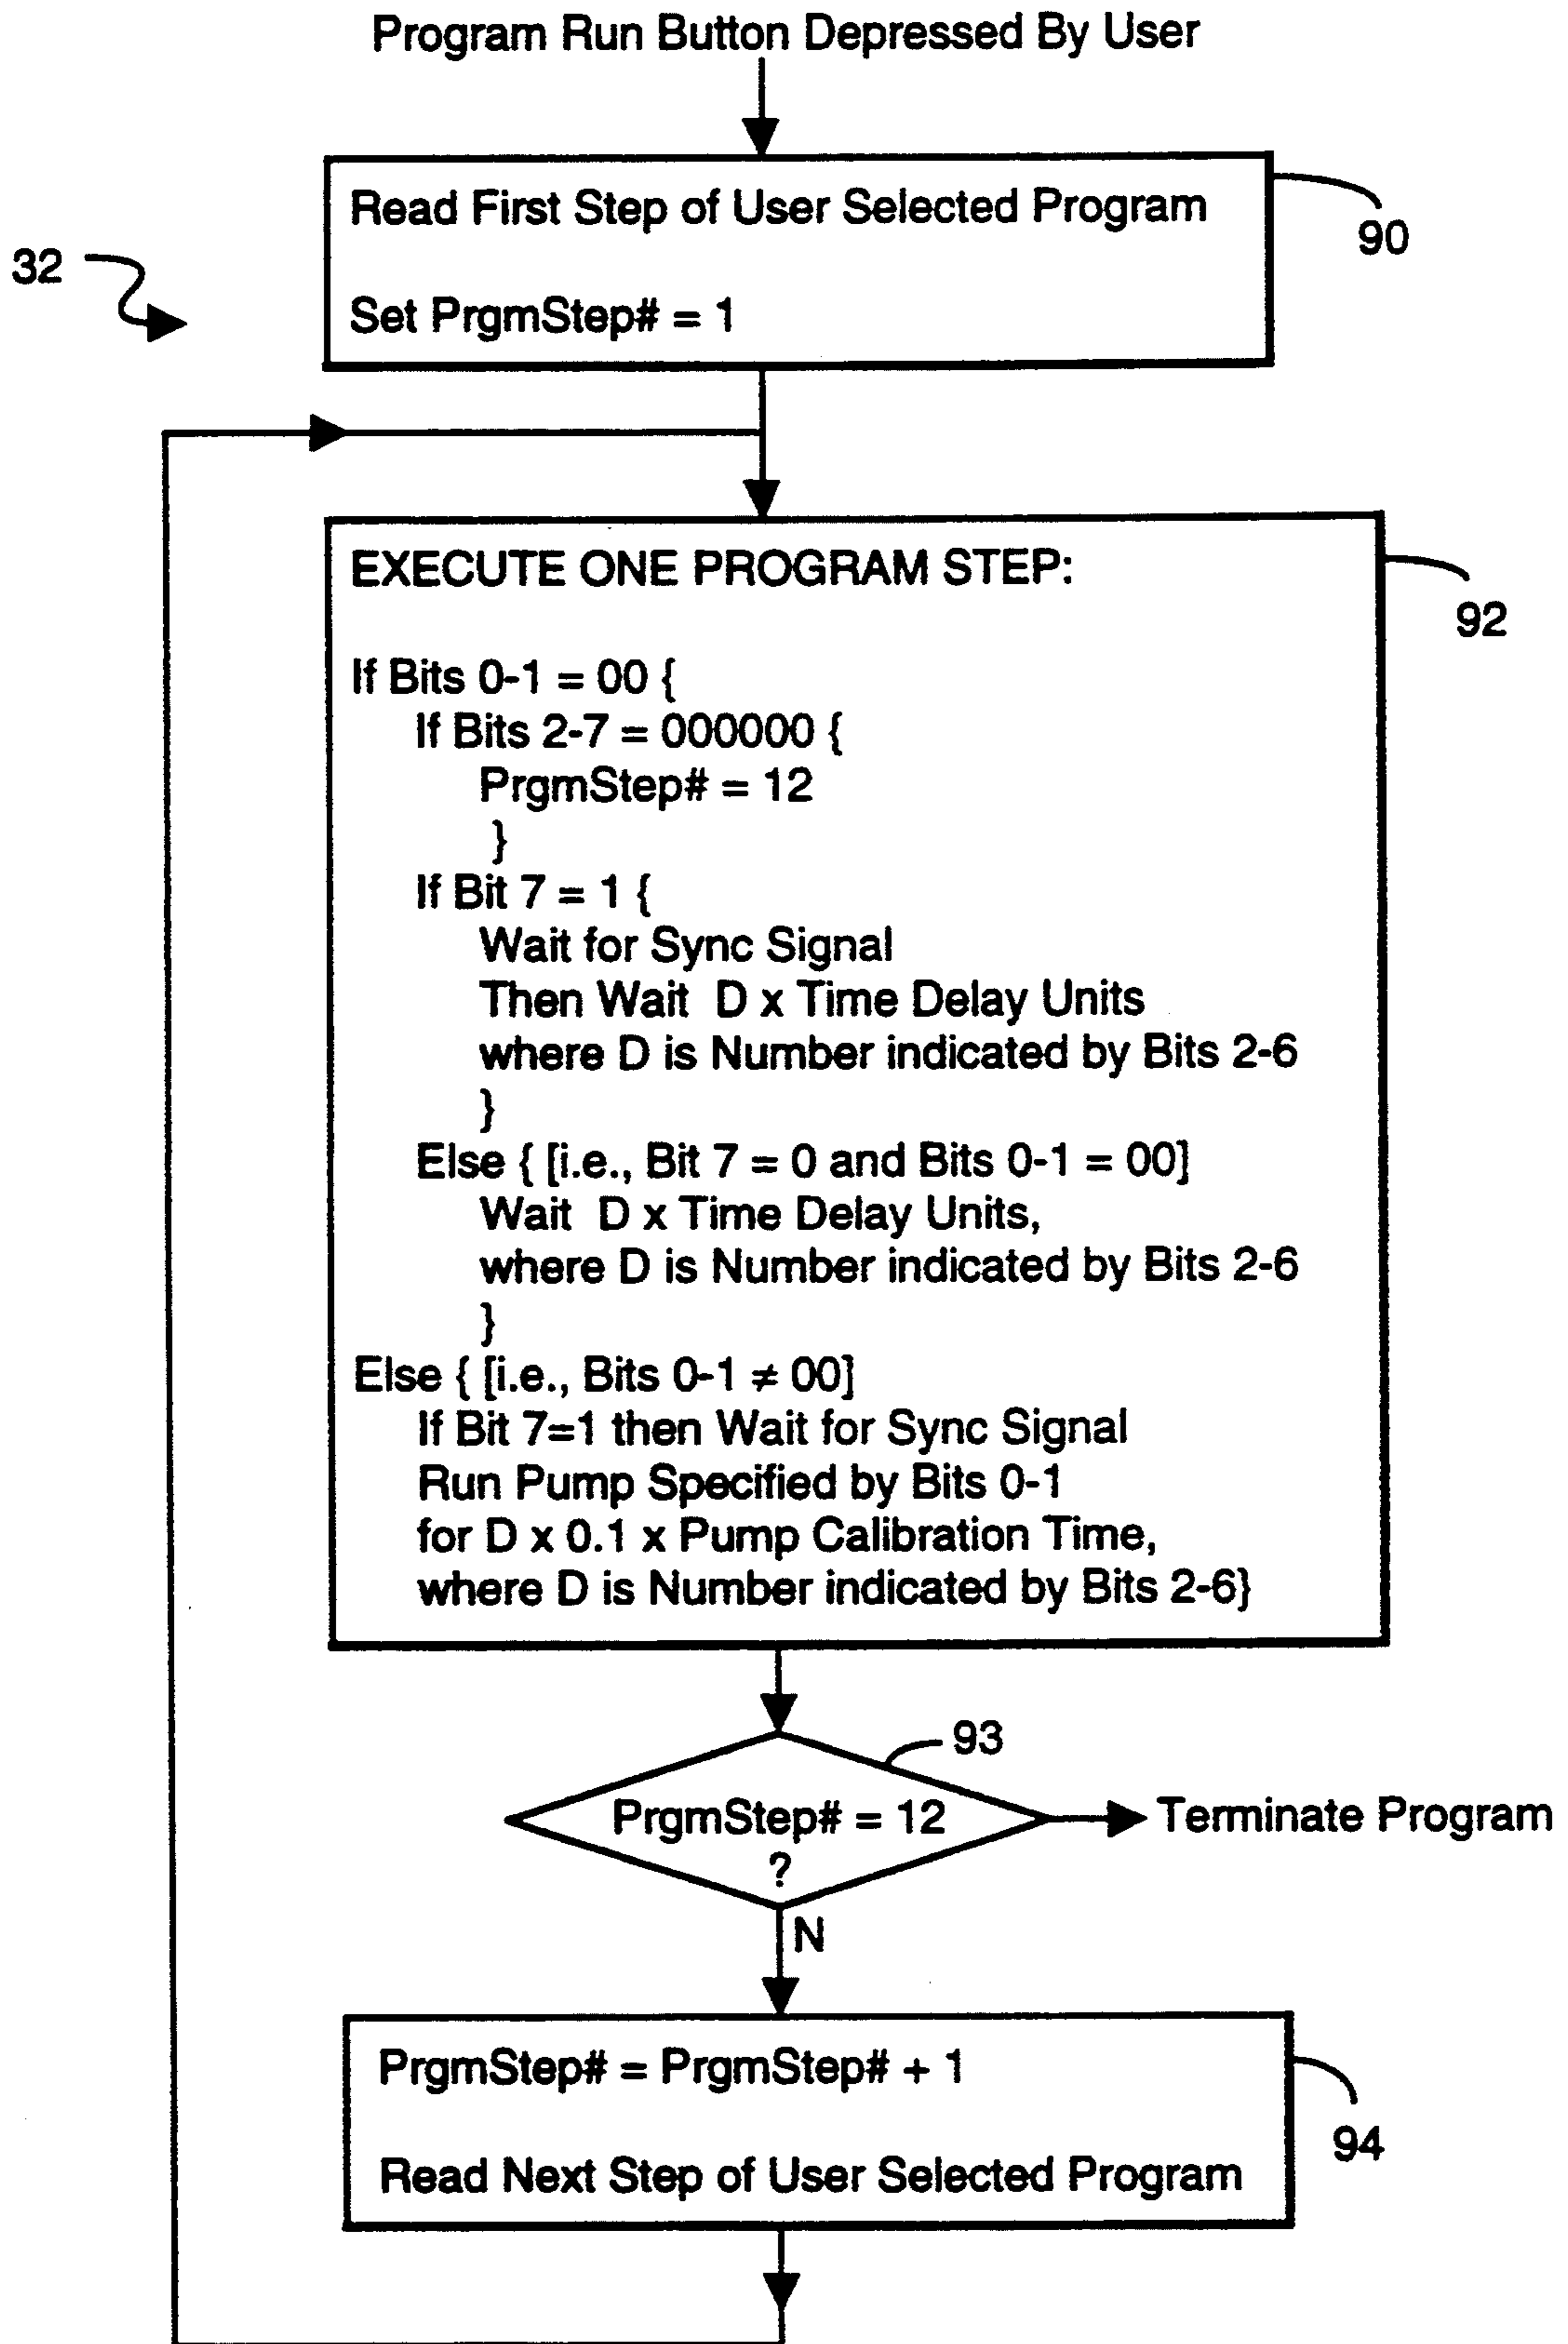 Program Run Button Depressed By User
Read First Step of User Selected Program
90
32
Set PrgmStep# = 1
EXECUTE ONE PROGRAM STEP:
92
If Bits 0-1 = 00 {
If Bits 2-7 = 000000 {
PrgmStep# = 12
}
If Bit 7 = 1 {
Wait for Sync Signal
Then Wait D x Time Delay Units
where D is Number indicated by Bits 2-6
}
Else { [i.e., Bit 7 = 0 and Bits 0-1 = 00]
Wait D x Time Delay Units,
where D is Number indicated by Bits 2-6
}
Else { [i.e., Bits 0-1 ≠ 00]
If Bit 7=1 then Wait for Sync Signal
Run Pump Specified by Bits 0-1
for D x 0.1 x Pump Calibration Time,
where D is Number indicated by Bits 2-6}
93
PrgmStep# = 12
?
Terminate Program
N
PrgmStep# = PrgmStep# + 1
94
Read Next Step of User Selected Program